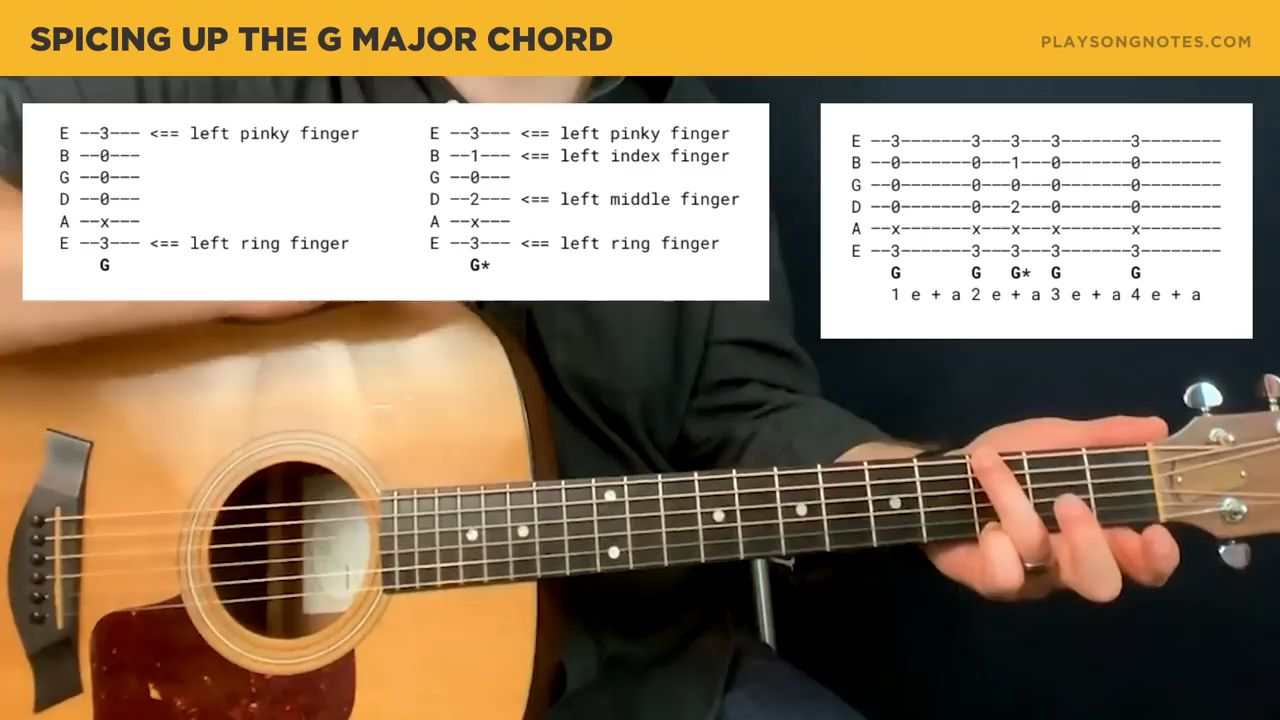 SPICING UP THE G MAJOR CHORD
PLAYSONGNOTES.COM
E --3--- <== left pinky finger
B --0---
G --0---
D --0---
A --x---
E --3--- <== left ring finger
G
E --3--- <== left pinky finger
B --1--- <== left index finger
G --0---
D --2--- <== left middle finger
A --x---
E --3--- <== left ring finger
G*
E --3-------3---3---3-------3--------
B --0-------0---1---0-------0--------
G --0-------0---0---0-------0--------
D --0-------0---2---0-------0--------
A --x-------x---x---x-------x--------
E --3-------3---3---3-------3--------
G G G* G G
1 e + a 2 e + a 3 e + a 4 e + a